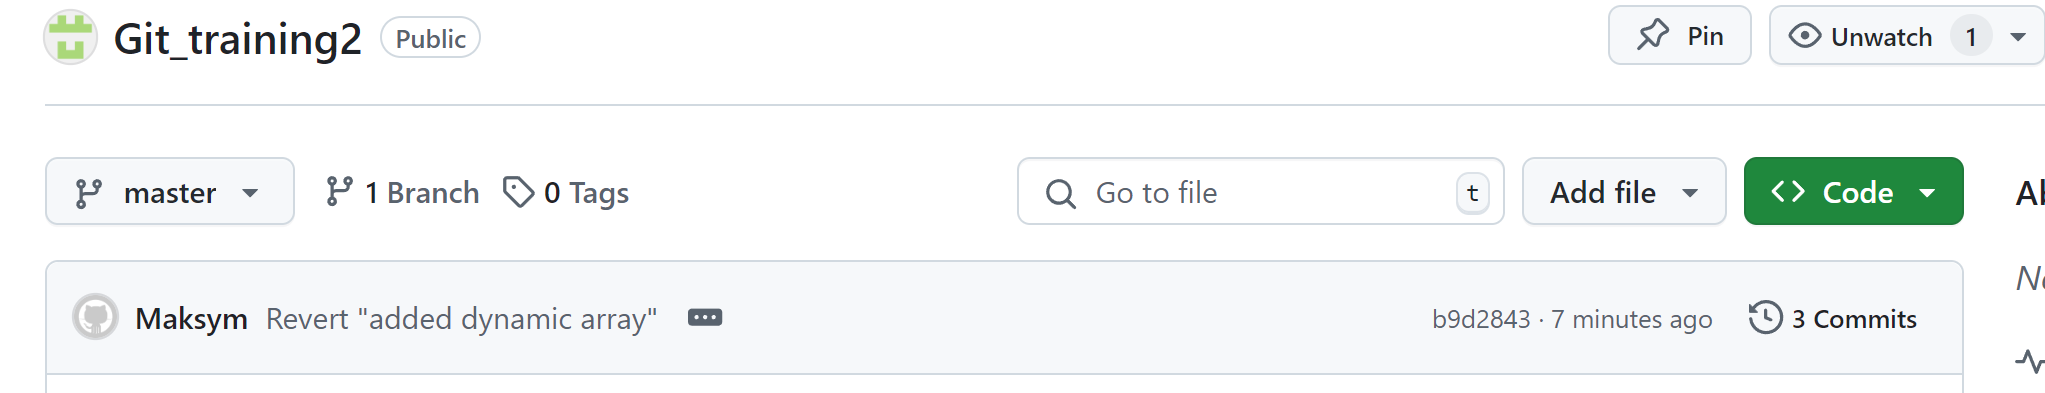 Git_training2 Public Pin Unwatch 1
master 1 Branch 0 Tags Go to file t Add file Code
Maksym Revert "added dynamic array" b9d2843 · 7 minutes ago 3 Commits